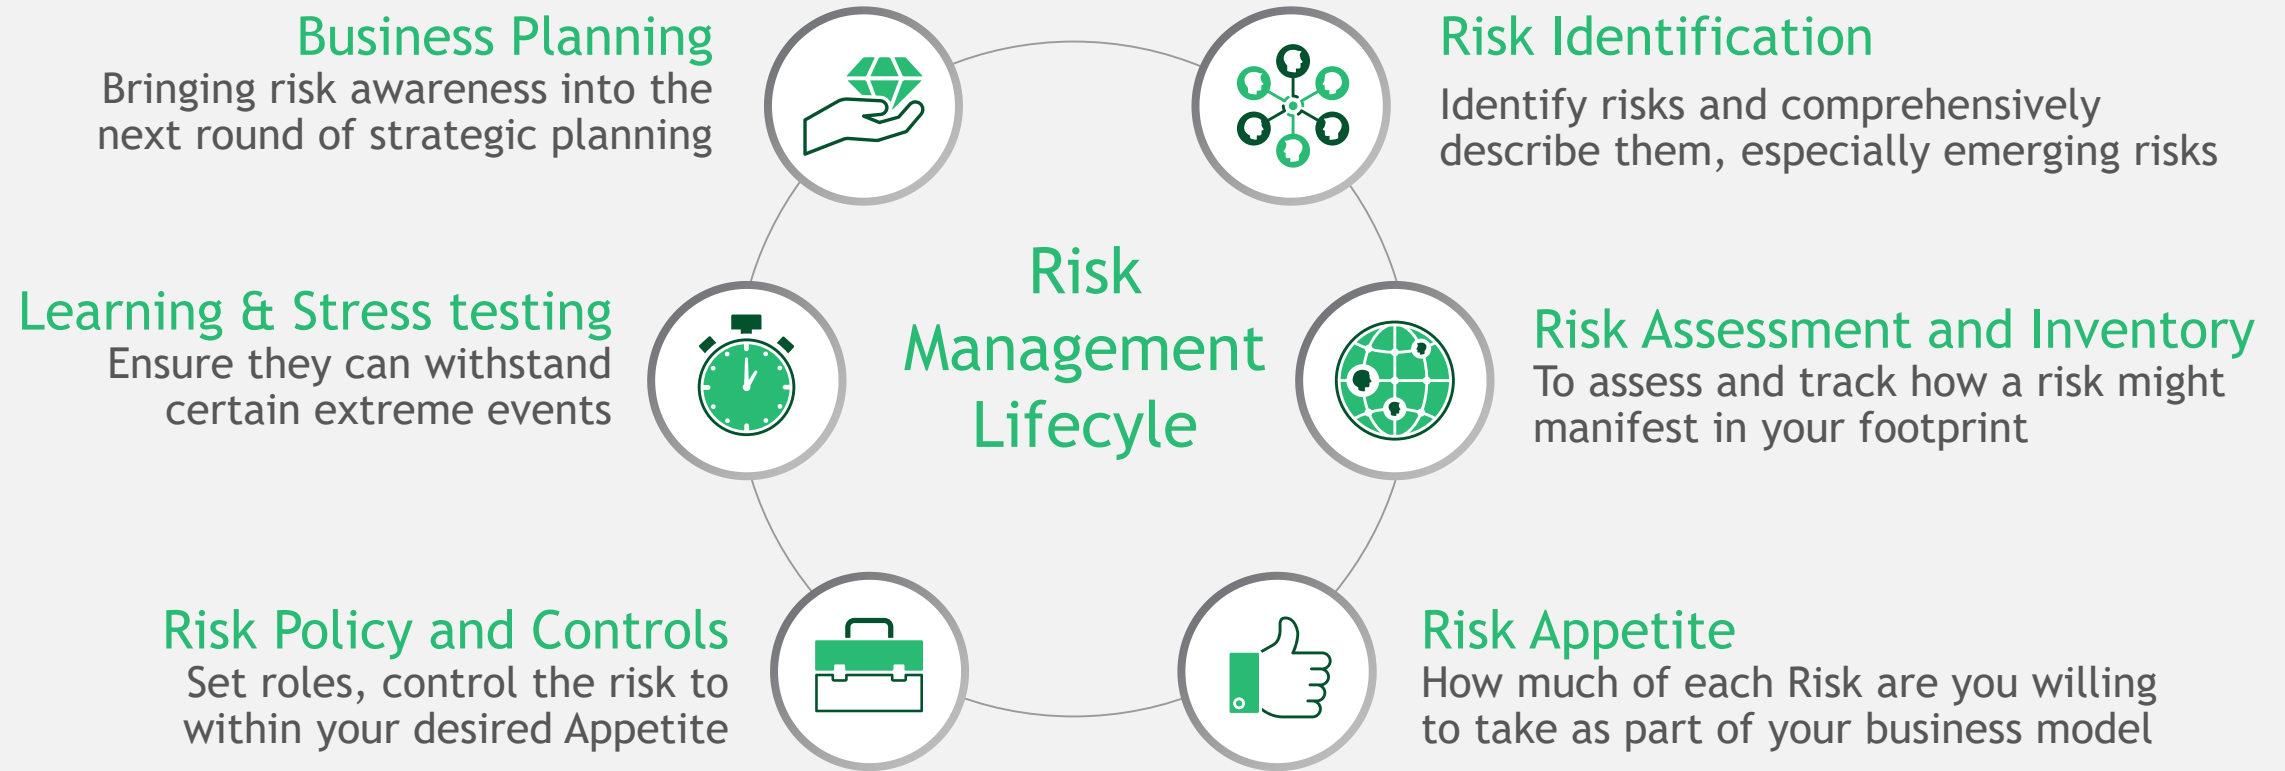 Business Planning
Bringing risk awareness into the
next round of strategic planning
Risk Identification
Identify risks and comprehensively
describe them, especially emerging risks
Learning & Stress testing
Ensure they can withstand
certain extreme events
Risk
Management
Lifecyle
Risk Assessment and Inventory
To assess and track how a risk might
manifest in your footprint
Risk Policy and Controls
Set roles, control the risk to
within your desired Appetite
Risk Appetite
How much of each Risk are you willing
to take as part of your business model